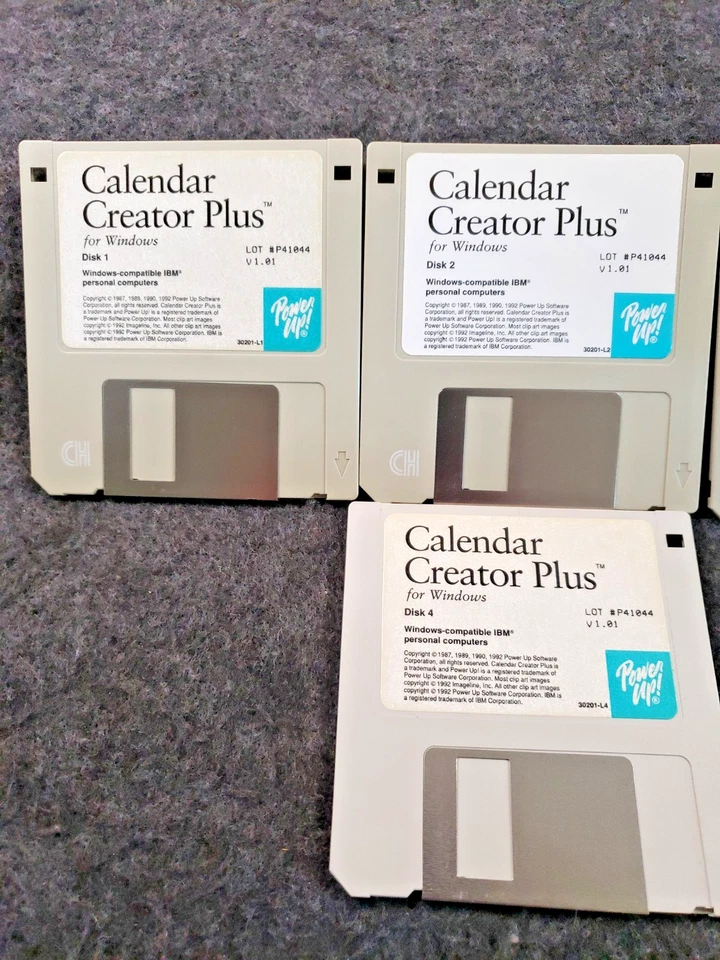 Calendar
Creator Plus™
for Windows
Disk 1
LOT #P41044
V1.01
Windows-compatible IBM®
personal computers
Copyright © 1987, 1989, 1990, 1992 Power Up Software
Corporation, all rights reserved. Calendar Creator Plus is
a trademark and Power Up! is a registered trademark of
Power Up Software Corporation. Most clip art images
copyright © 1992 Imageline, Inc. All other clip art images
copyright © 1992 Power Up Software Corporation. IBM is
a registered trademark of IBM Corporation.
30201-L1
Power
Up!®
CH
Calendar
Creator Plus™
for Windows
Disk 2
LOT #P41044
V1.01
Windows-compatible IBM®
personal computers
Copyright © 1987, 1989, 1990, 1992 Power Up Software
Corporation, all rights reserved. Calendar Creator Plus is
a trademark and Power Up! is a registered trademark of
Power Up Software Corporation. Most clip art images
copyright © 1992 Imageline, Inc. All other clip art images
copyright © 1992 Power Up Software Corporation. IBM is
a registered trademark of IBM Corporation.
30201-L2
Power
Up!®
CH
Calendar
Creator Plus™
for Windows
Disk 4
LOT #P41044
V1.01
Windows-compatible IBM®
personal computers
Copyright © 1987, 1989, 1990, 1992 Power Up Software
Corporation, all rights reserved. Calendar Creator Plus is
a trademark and Power Up! is a registered trademark of
Power Up Software Corporation. Most clip art images
copyright © 1992 Imageline, Inc. All other clip art images
copyright © 1992 Power Up Software Corporation. IBM is
a registered trademark of IBM Corporation.
30201-L4
Power
Up!®